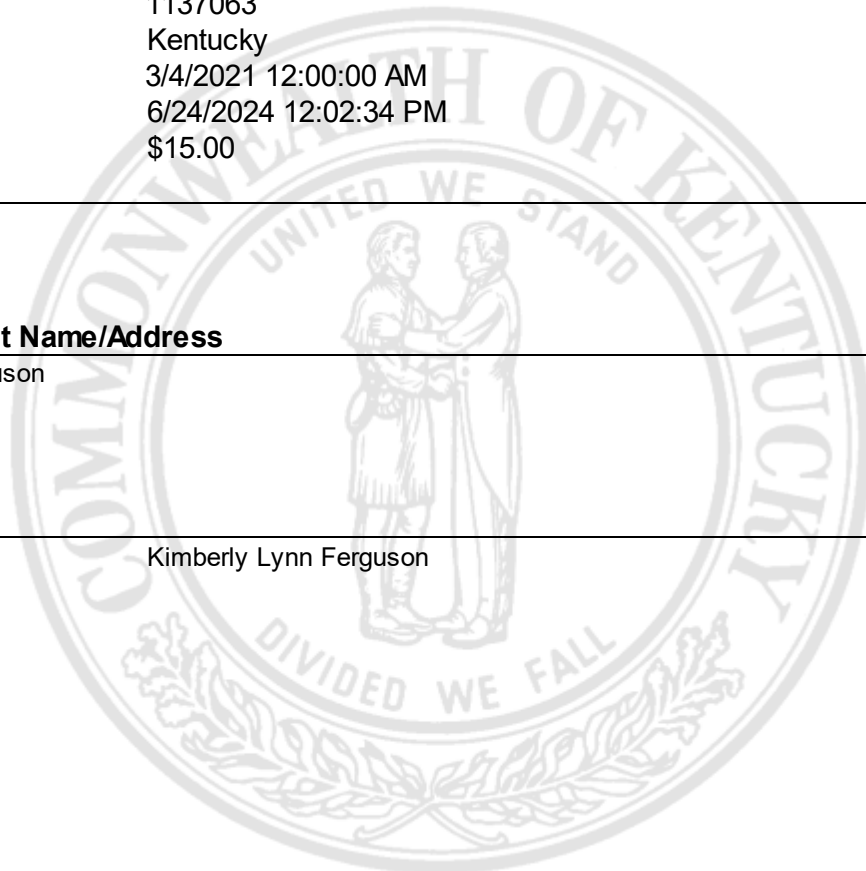 1137063
Kentucky
3/4/2021 12:00:00 AM
6/24/2024 12:02:34 PM
$15.00
t Name/Address
uson
Kimberly Lynn Ferguson
COMMONWEALTH OF KENTUCKY
UNITED WE STAND
DIVIDED WE FALL